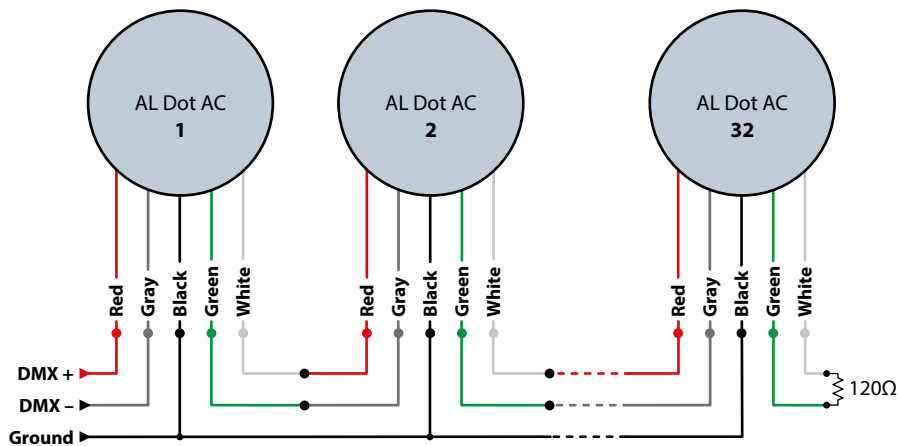 AL Dot AC
1
AL Dot AC
2
AL Dot AC
32
Red
Gray
Black
Green
White
Red
Gray
Black
Green
White
Red
Gray
Black
Green
White
DMX +
DMX –
Ground
120Ω